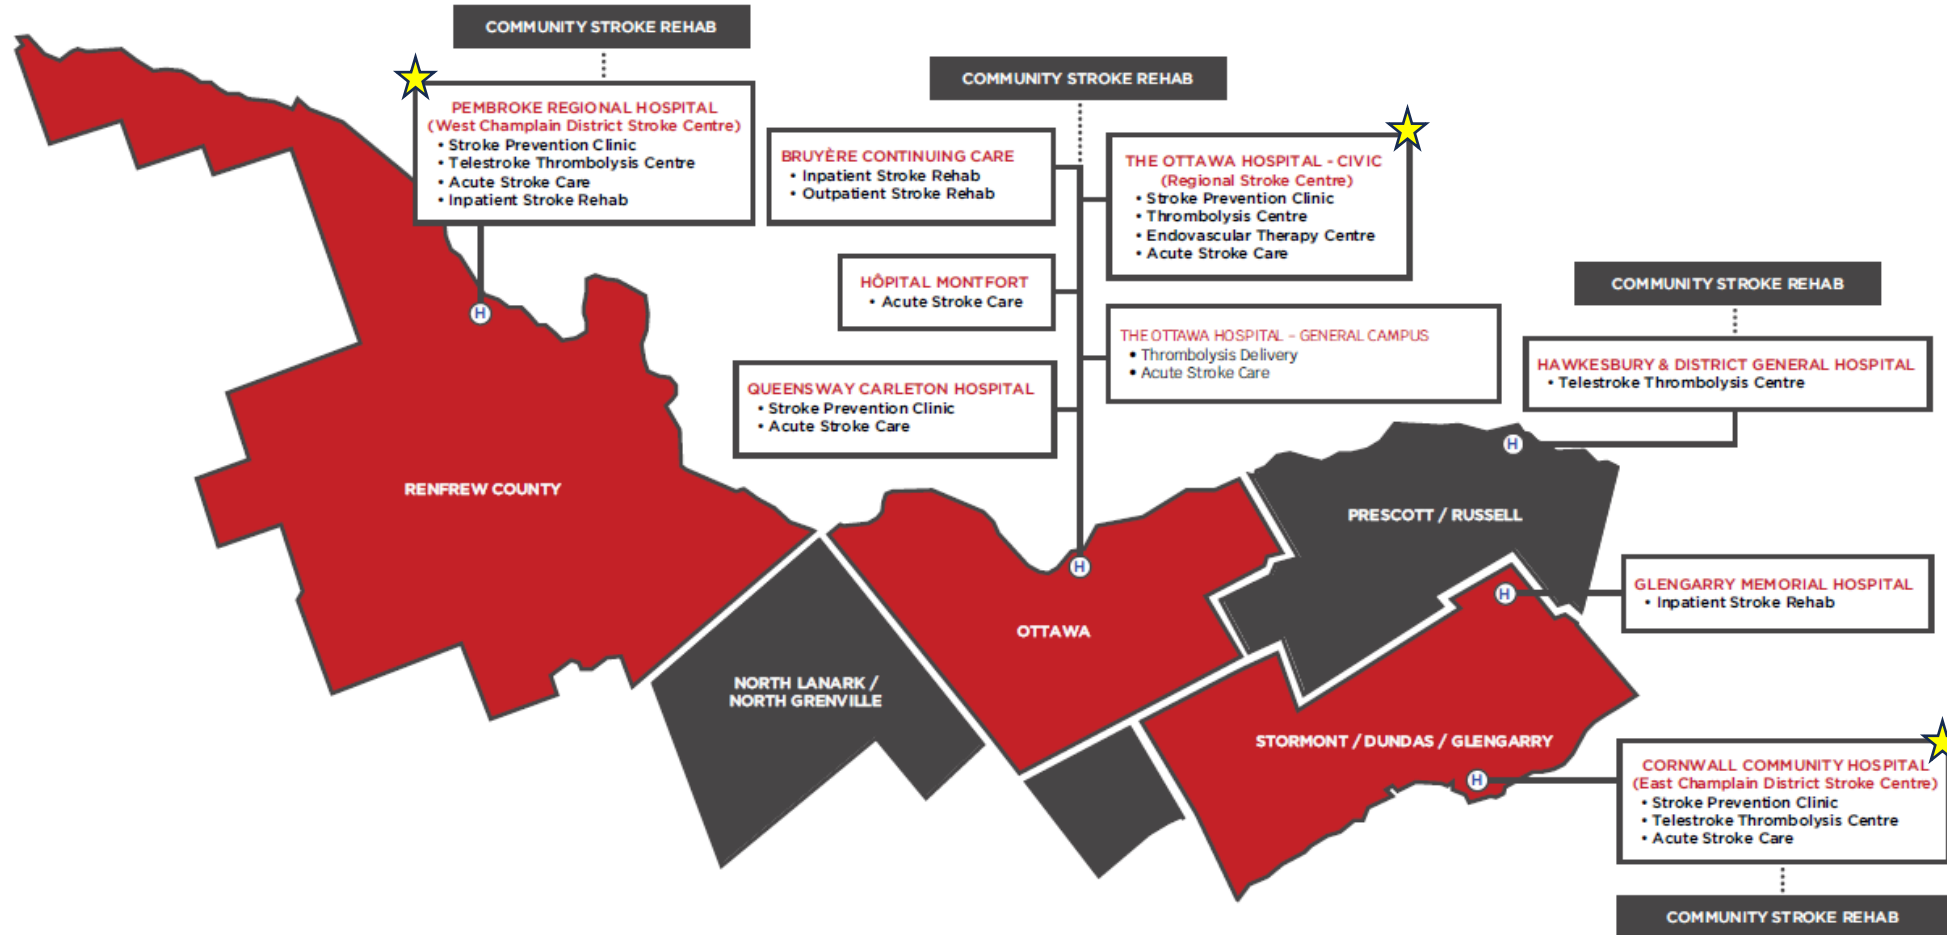 COMMUNITY STROKE REHAB
PEMBROKE REGIONAL HOSPITAL
(West Champlain District Stroke Centre)
• Stroke Prevention Clinic
• Telestroke Thrombolysis Centre
• Acute Stroke Care
• Inpatient Stroke Rehab
H
COMMUNITY STROKE REHAB
BRUYÈRE CONTINUING CARE
• Inpatient Stroke Rehab
• Outpatient Stroke Rehab
THE OTTAWA HOSPITAL - CIVIC
(Regional Stroke Centre)
• Stroke Prevention Clinic
• Thrombolysis Centre
• Endovascular Therapy Centre
• Acute Stroke Care
HÔPITAL MONTFORT
• Acute Stroke Care
THE OTTAWA HOSPITAL – GENERAL CAMPUS
• Thrombolysis Delivery
• Acute Stroke Care
QUEENSWAY CARLETON HOSPITAL
• Stroke Prevention Clinic
• Acute Stroke Care
H
COMMUNITY STROKE REHAB
HAWKESBURY & DISTRICT GENERAL HOSPITAL
• Telestroke Thrombolysis Centre
H
RENFREW COUNTY
PRESCOTT / RUSSELL
GLENGARRY MEMORIAL HOSPITAL
• Inpatient Stroke Rehab
H
OTTAWA
NORTH LANARK /
NORTH GRENVILLE
STORMONT / DUNDAS / GLENGARRY
H
CORNWALL COMMUNITY HOSPITAL
(East Champlain District Stroke Centre)
• Stroke Prevention Clinic
• Telestroke Thrombolysis Centre
• Acute Stroke Care
COMMUNITY STROKE REHAB